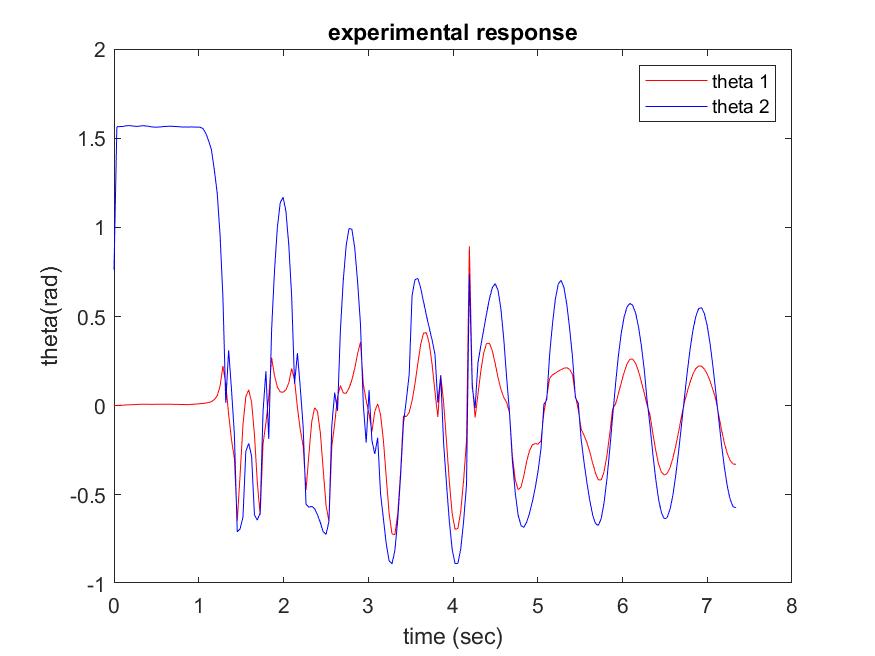 experimental response
theta 1
theta 2
2
1.5
1
0.5
0
-0.5
-1
theta(rad)
0 1 2 3 4 5 6 7 8
time (sec)